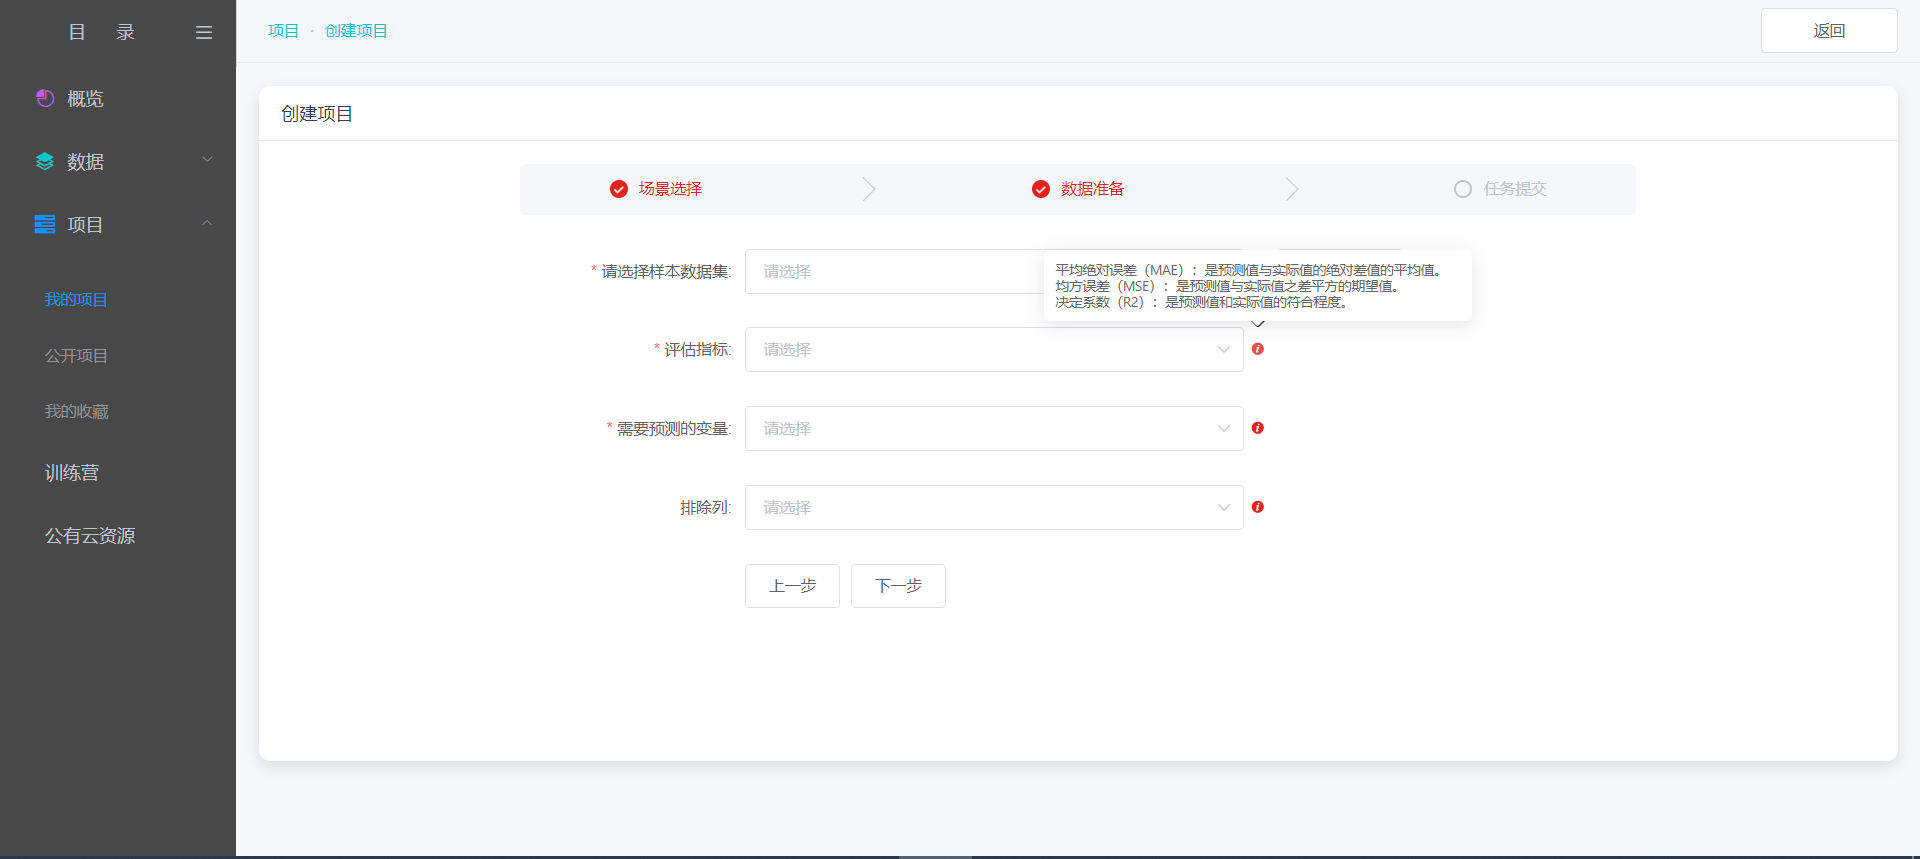 目 录
概览
数据
项目
我的项目
公开项目
我的收藏
训练营
公有云资源
项目 · 创建项目
返回
创建项目
场景选择
数据准备
任务提交
* 请选择样本数据集:
请选择
平均绝对误差（MAE）：是预测值与实际值的绝对差值的平均值。
均方误差（MSE）：是预测值与实际值之差平方的期望值。
决定系数（R2）：是预测值和实际值的符合程度。
* 评估指标:
请选择
* 需要预测的变量:
请选择
排除列:
请选择
上一步
下一步